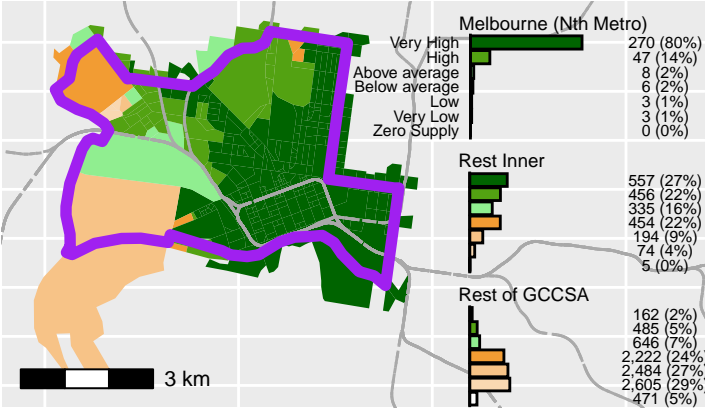 Melbourne (Nth Metro)
Very High 270 (80%)
High 47 (14%)
Above average 8 (2%)
Below average 6 (2%)
Low 3 (1%)
Very Low 3 (1%)
Zero Supply 0 (0%)
Rest Inner
557 (27%)
456 (22%)
335 (16%)
454 (22%)
194 (9%)
74 (4%)
5 (0%)
Rest of GCCSA
162 (2%)
485 (5%)
646 (7%)
2,222 (24%)
2,484 (27%)
2,605 (29%)
471 (5%)
3 km